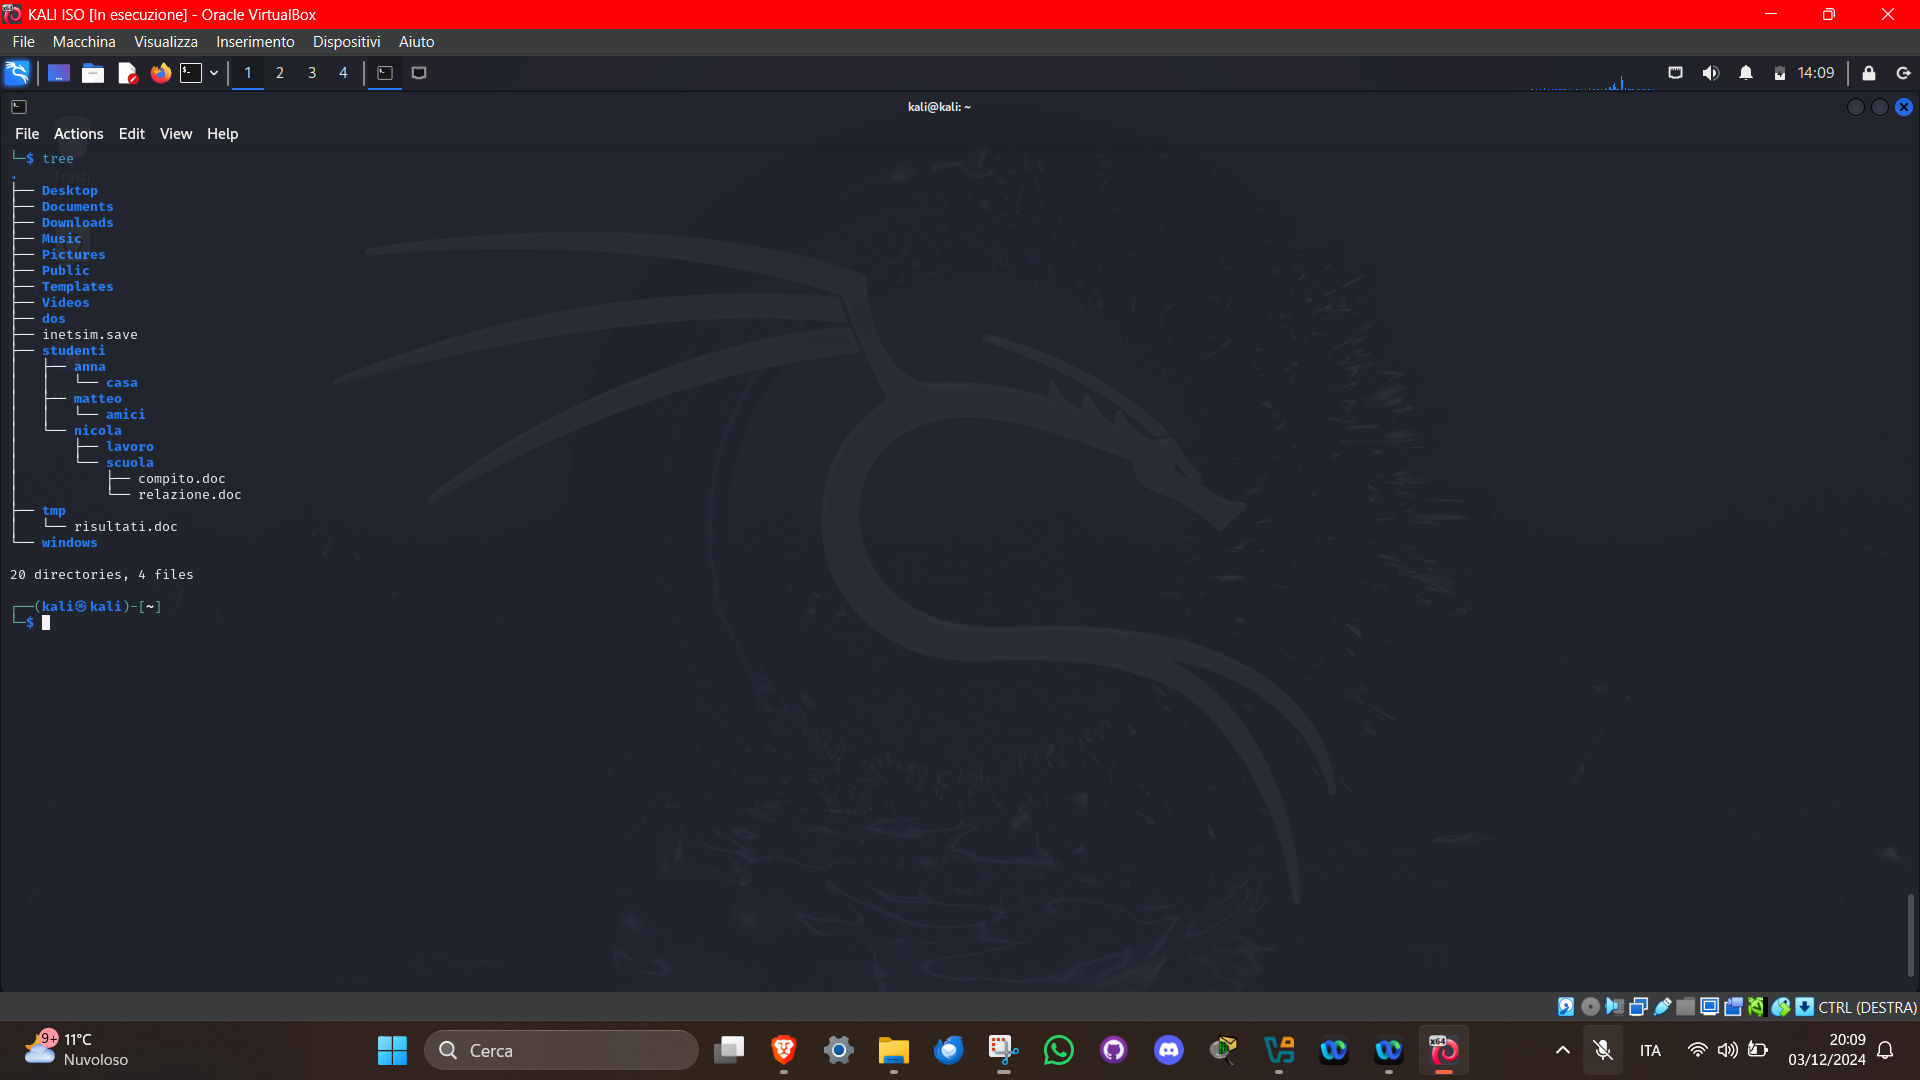 KALI ISO [In esecuzione] - Oracle VirtualBox
File Macchina Visualizza Inserimento Dispositivi Aiuto
1 2 3 4 14:09
kali@kali: ~
File Actions Edit View Help
└─$ tree
Trash
.
├── Desktop
├── Documents
├── Downloads
├── Music
├── Pictures
├── Public
├── Templates
├── Videos
├── dos
├── inetsim.save
├── studenti
│   ├── anna
│   │   └── casa
│   ├── matteo
│   │   └── amici
│   └── nicola
│       ├── lavoro
│       └── scuola
│           ├── compito.doc
│           └── relazione.doc
├── tmp
│   └── risultati.doc
└── windows
20 directories, 4 files
┌──(kali㉿kali)-[~]
└─$
CTRL (DESTRA)
9+ 11°C
Nuvoloso
Cerca
x64
ITA
20:09
03/12/2024